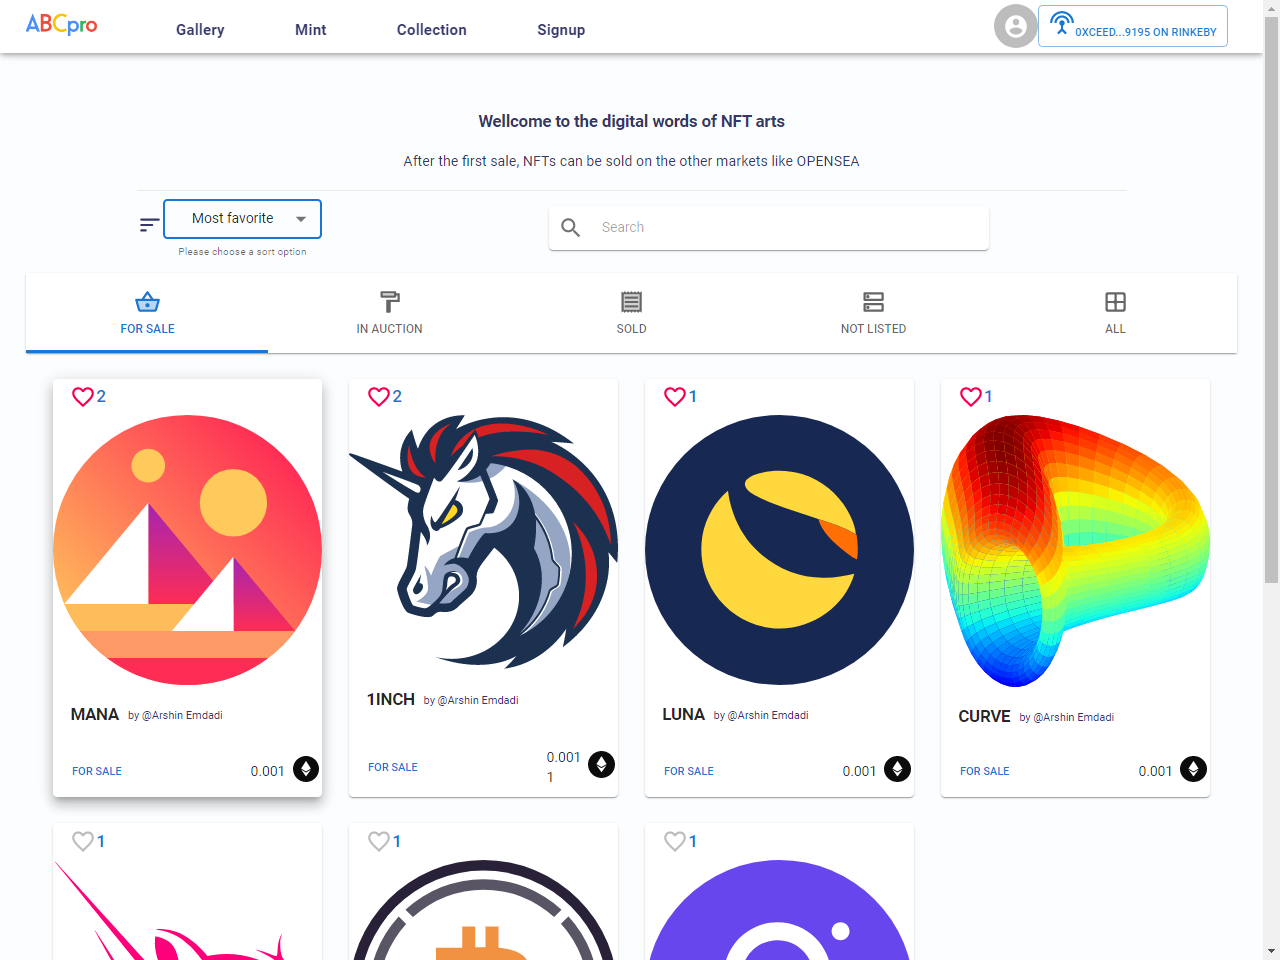 ABCpro
Gallery
Mint
Collection
Signup
0XCEED...9195 ON RINKEBY
Wellcome to the digital words of NFT arts
After the first sale, NFTs can be sold on the other markets like OPENSEA
Most favorite
Please choose a sort option
Search
FOR SALE
IN AUCTION
SOLD
NOT LISTED
ALL
2
2
1
1
MANA by @Arshin Emdadi
1INCH by @Arshin Emdadi
LUNA by @Arshin Emdadi
CURVE by @Arshin Emdadi
FOR SALE
0.001
FOR SALE
0.001
1
FOR SALE
0.001
FOR SALE
0.001
1
1
1